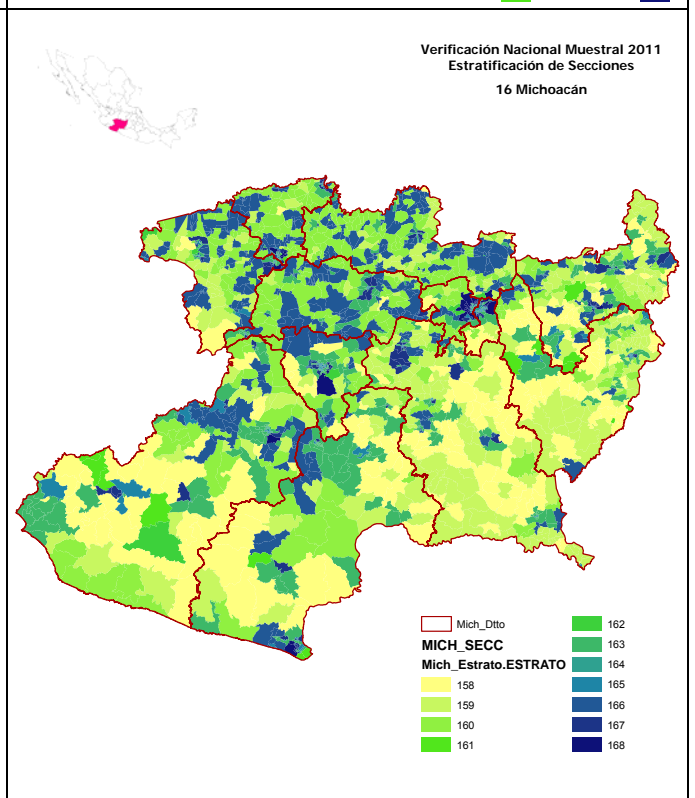 Verificación Nacional Muestral 2011
Estratificación de Secciones
16 Michoacán
Mich_Dtto
MICH_SECC
Mich_Estrato.ESTRATO
158
159
160
161
162
163
164
165
166
167
168